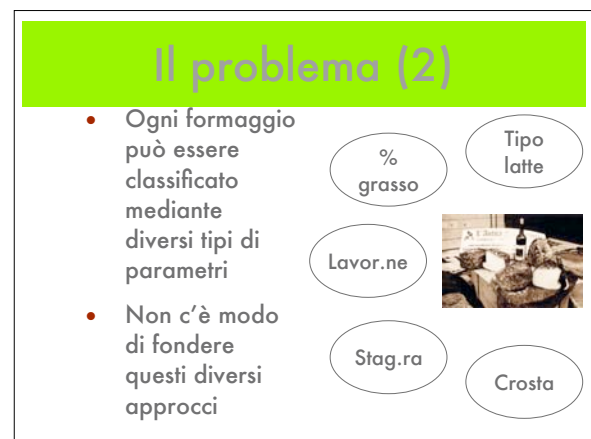 Il problema (2)
• Ogni formaggio
può essere
classificato
mediante
diversi tipi di
parametri
• Non c'è modo
di fondere
questi diversi
approcci
%
grasso
Tipo
latte
Lavor.ne
Stag.ra
Crosta